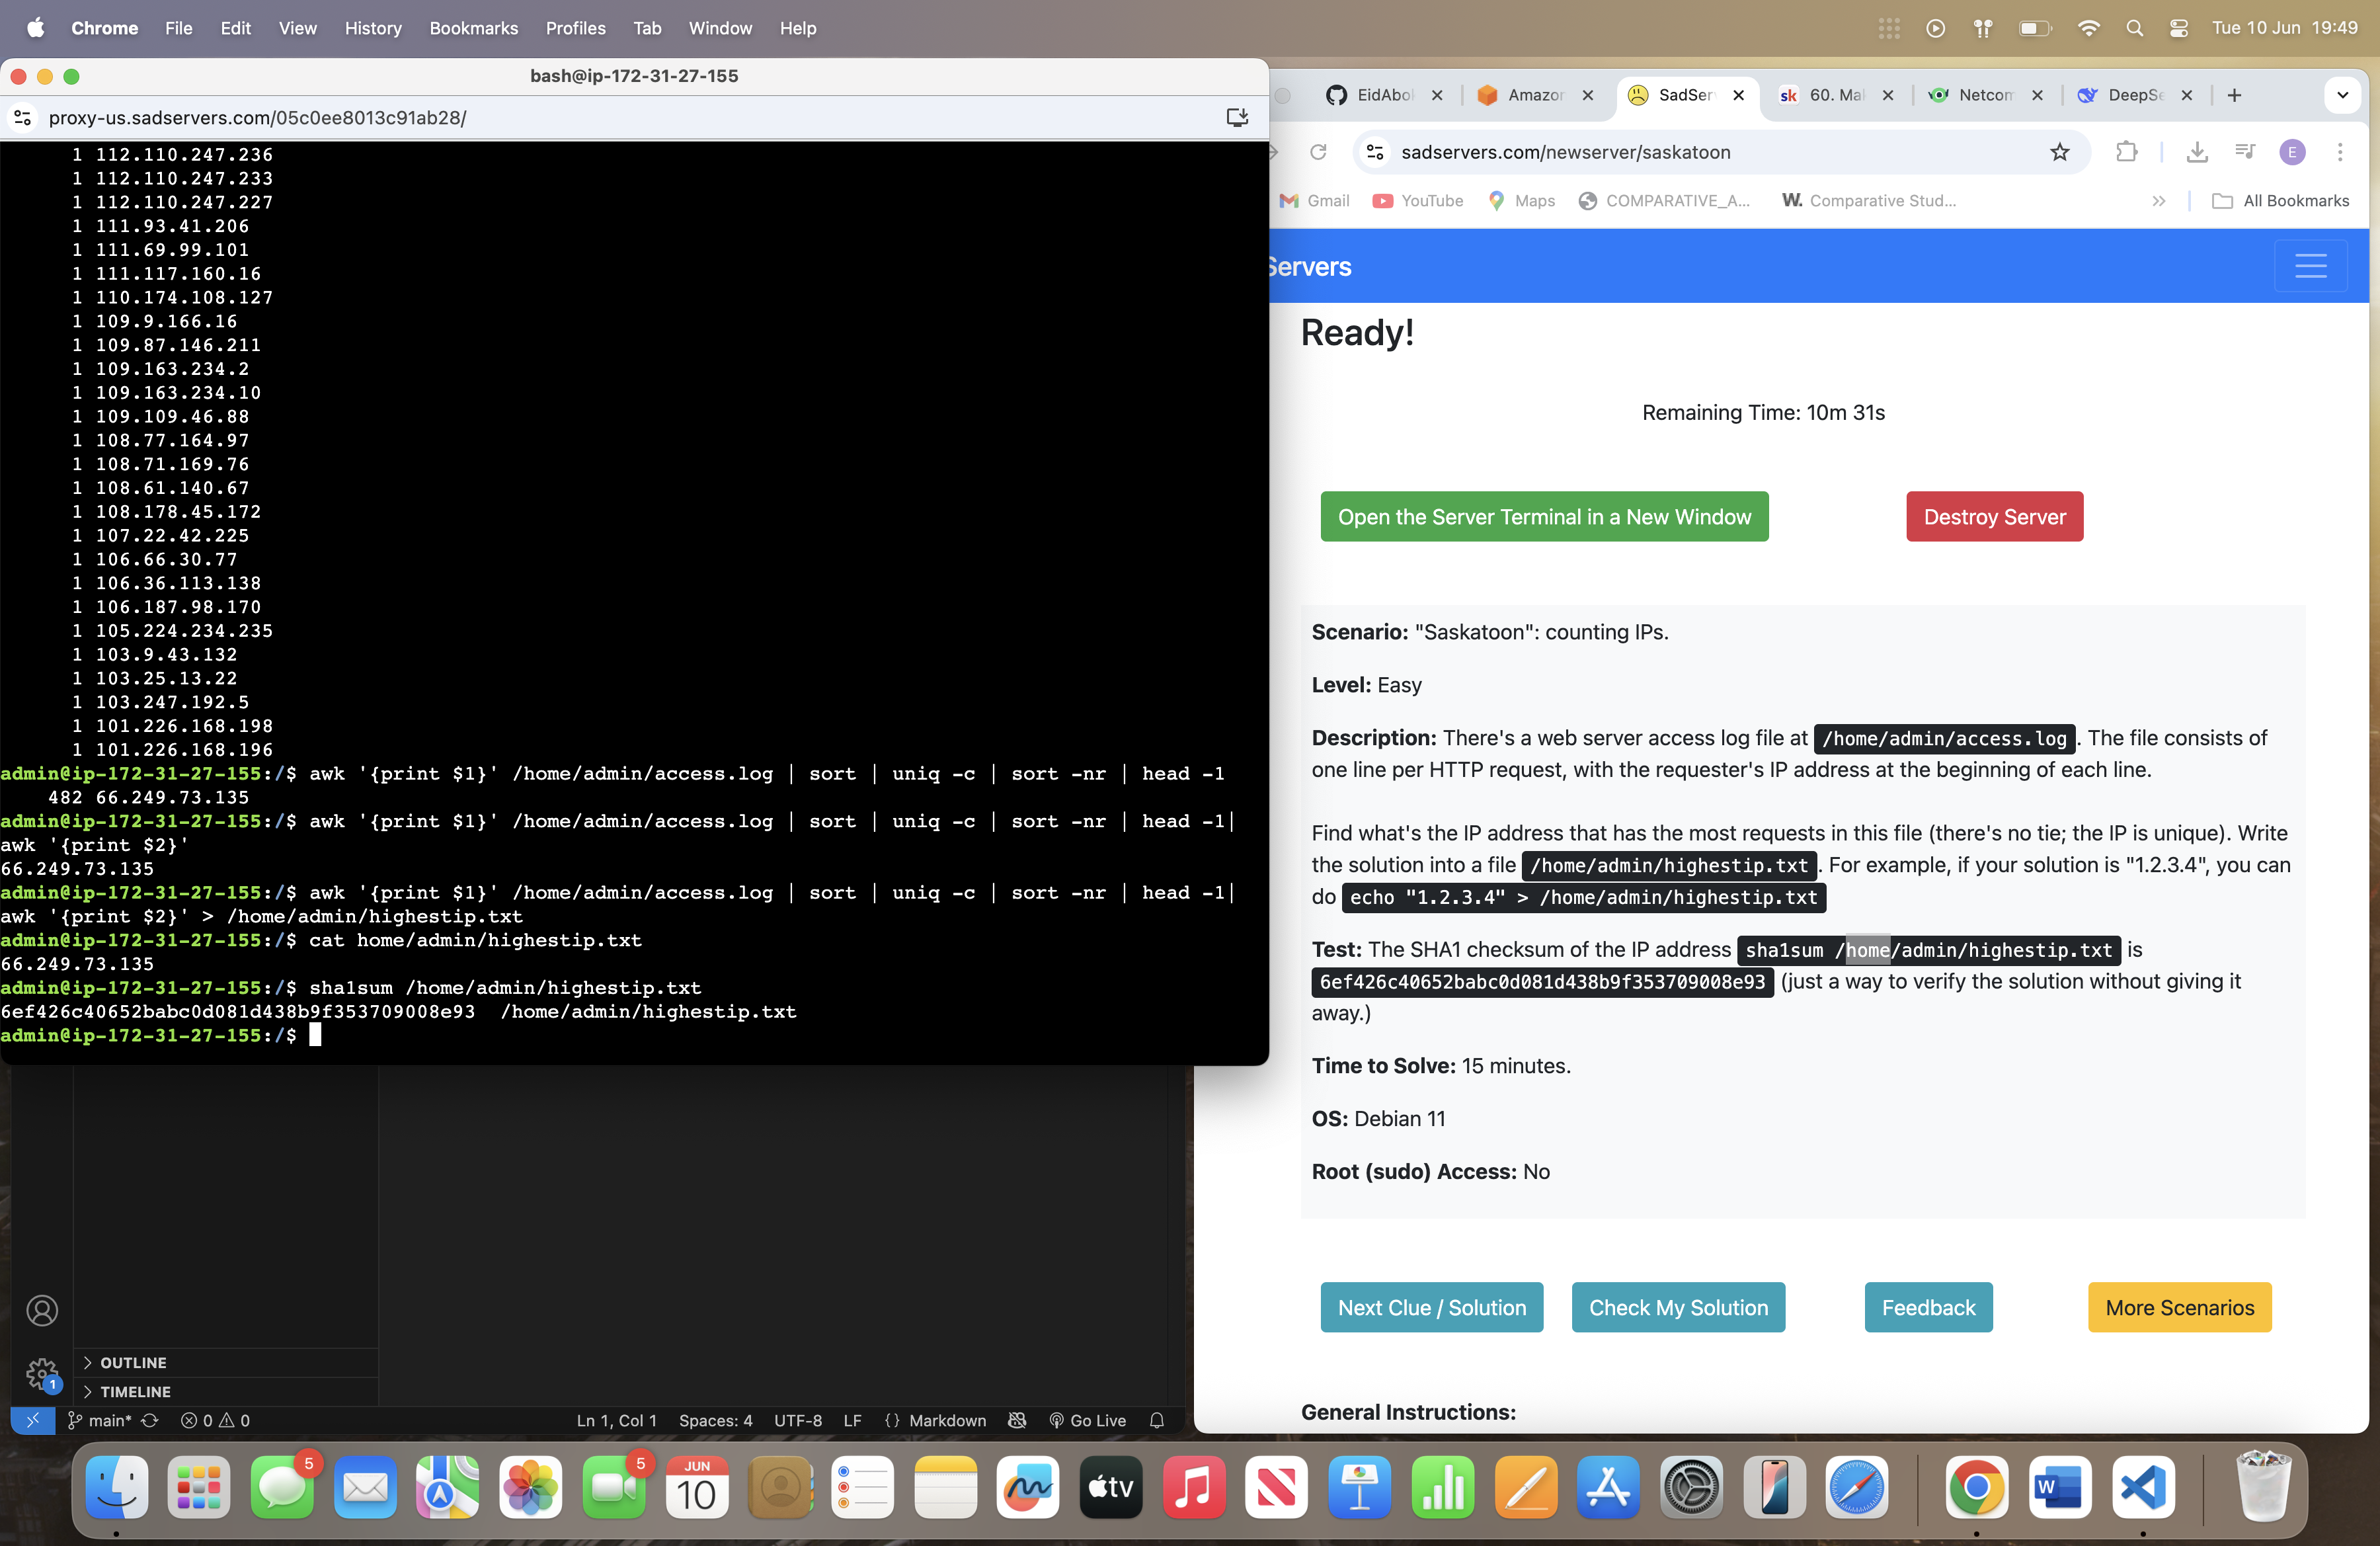 Chrome File Edit View History Bookmarks Profiles Tab Window Help Tue 10 Jun 19:49
bash@ip-172-31-27-155
proxy-us.sadservers.com/05c0ee8013c91ab28/
1 112.110.247.236
1 112.110.247.233
1 112.110.247.227
1 111.93.41.206
1 111.69.99.101
1 111.117.160.16
1 110.174.108.127
1 109.9.166.16
1 109.87.146.211
1 109.163.234.2
1 109.163.234.10
1 109.109.46.88
1 108.77.164.97
1 108.71.169.76
1 108.61.140.67
1 108.178.45.172
1 107.22.42.225
1 106.66.30.77
1 106.36.113.138
1 106.187.98.170
1 105.224.234.235
1 103.9.43.132
1 103.25.13.22
1 103.247.192.5
1 101.226.168.198
1 101.226.168.196
admin@ip-172-31-27-155:/$ awk '{print $1}' /home/admin/access.log | sort | uniq -c | sort -nr | head -1
482 66.249.73.135
admin@ip-172-31-27-155:/$ awk '{print $1}' /home/admin/access.log | sort | uniq -c | sort -nr | head -1|
awk '{print $2}'
66.249.73.135
admin@ip-172-31-27-155:/$ awk '{print $1}' /home/admin/access.log | sort | uniq -c | sort -nr | head -1|
awk '{print $2}' > /home/admin/highestip.txt
admin@ip-172-31-27-155:/$ cat home/admin/highestip.txt
66.249.73.135
admin@ip-172-31-27-155:/$ sha1sum /home/admin/highestip.txt
6ef426c40652babc0d081d438b9f353709008e93 /home/admin/highestip.txt
admin@ip-172-31-27-155:/$
OUTLINE
TIMELINE
1
main* 0 0 Ln 1, Col 1 Spaces: 4 UTF-8 LF {} Markdown Go Live
EidAbo Amazon SadSer sk 60. Ma Netcom DeepSe
sadservers.com/newserver/saskatoon E
Gmail YouTube Maps COMPARATIVE_A... W. Comparative Stud... All Bookmarks
Servers
Ready!
Remaining Time: 10m 31s
Open the Server Terminal in a New Window Destroy Server
Scenario: "Saskatoon": counting IPs.
Level: Easy
Description: There's a web server access log file at /home/admin/access.log . The file consists of
one line per HTTP request, with the requester's IP address at the beginning of each line.
Find what's the IP address that has the most requests in this file (there's no tie; the IP is unique). Write
the solution into a file /home/admin/highestip.txt . For example, if your solution is "1.2.3.4", you can
do echo "1.2.3.4" > /home/admin/highestip.txt
Test: The SHA1 checksum of the IP address sha1sum /home/admin/highestip.txt is
6ef426c40652babc0d081d438b9f353709008e93 (just a way to verify the solution without giving it
away.)
Time to Solve: 15 minutes.
OS: Debian 11
Root (sudo) Access: No
Next Clue / Solution Check My Solution Feedback More Scenarios
General Instructions:
5 5 JUN 10 tv W